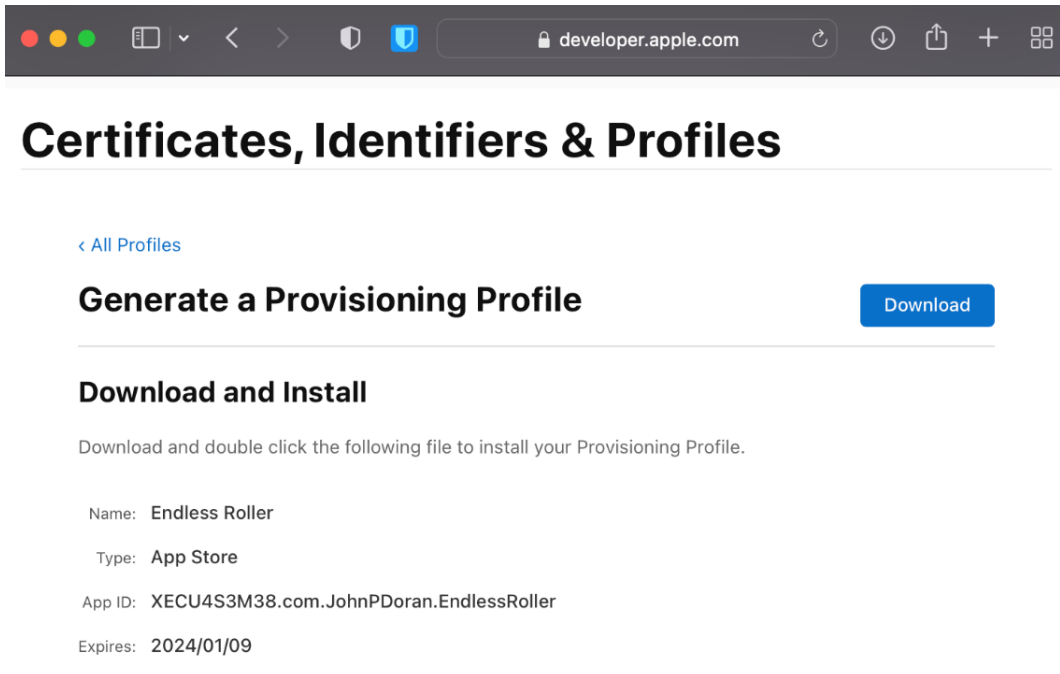 developer.apple.com
Certificates, Identifiers & Profiles
‹ All Profiles
Generate a Provisioning Profile
Download
Download and Install
Download and double click the following file to install your Provisioning Profile.
Name: Endless Roller
Type: App Store
App ID: XECU4S3M38.com.JohnPDoran.EndlessRoller
Expires: 2024/01/09